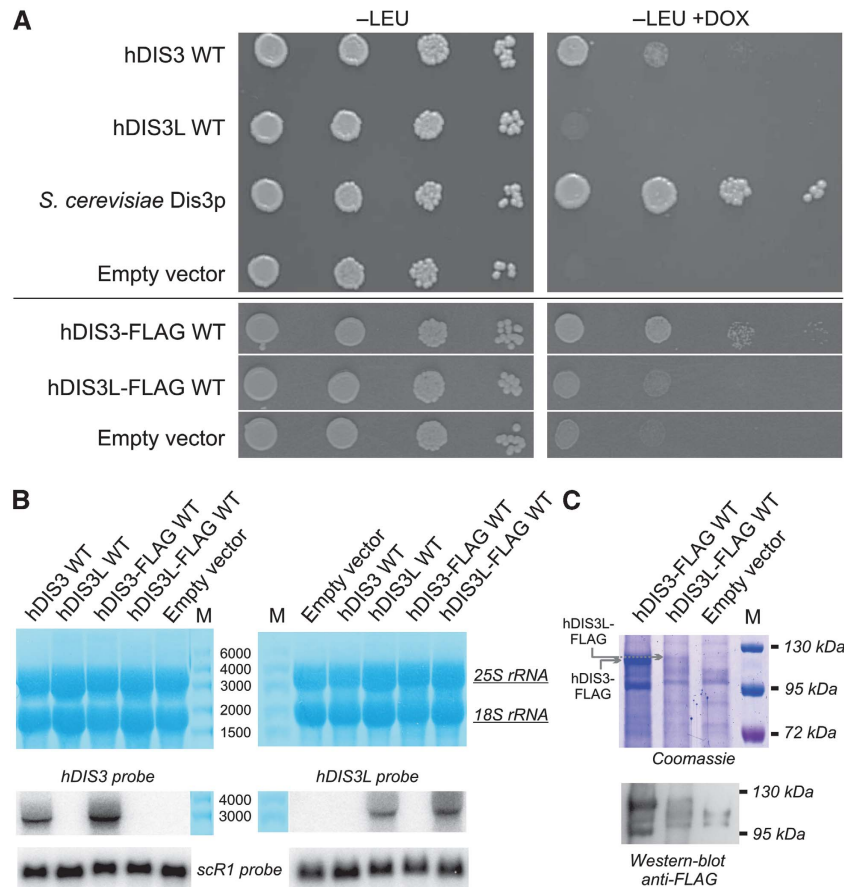 A
–LEU
–LEU +DOX
hDIS3 WT
hDIS3L WT
S. cerevisiae Dis3p
Empty vector
hDIS3-FLAG WT
hDIS3L-FLAG WT
Empty vector
B
hDIS3 WT
hDIS3L WT
hDIS3-FLAG WT
hDIS3L-FLAG WT
Empty vector
M
6000
4000
3000
2000
1500
M
Empty vector
hDIS3 WT
hDIS3L WT
hDIS3-FLAG WT
hDIS3L-FLAG WT
25S rRNA
18S rRNA
hDIS3 probe
hDIS3L probe
4000
3000
scR1 probe
C
hDIS3-FLAG WT
hDIS3L-FLAG WT
Empty vector
M
hDIS3L-
FLAG
hDIS3-
FLAG
130 kDa
95 kDa
72 kDa
Coomassie
130 kDa
95 kDa
Western-blot
anti-FLAG